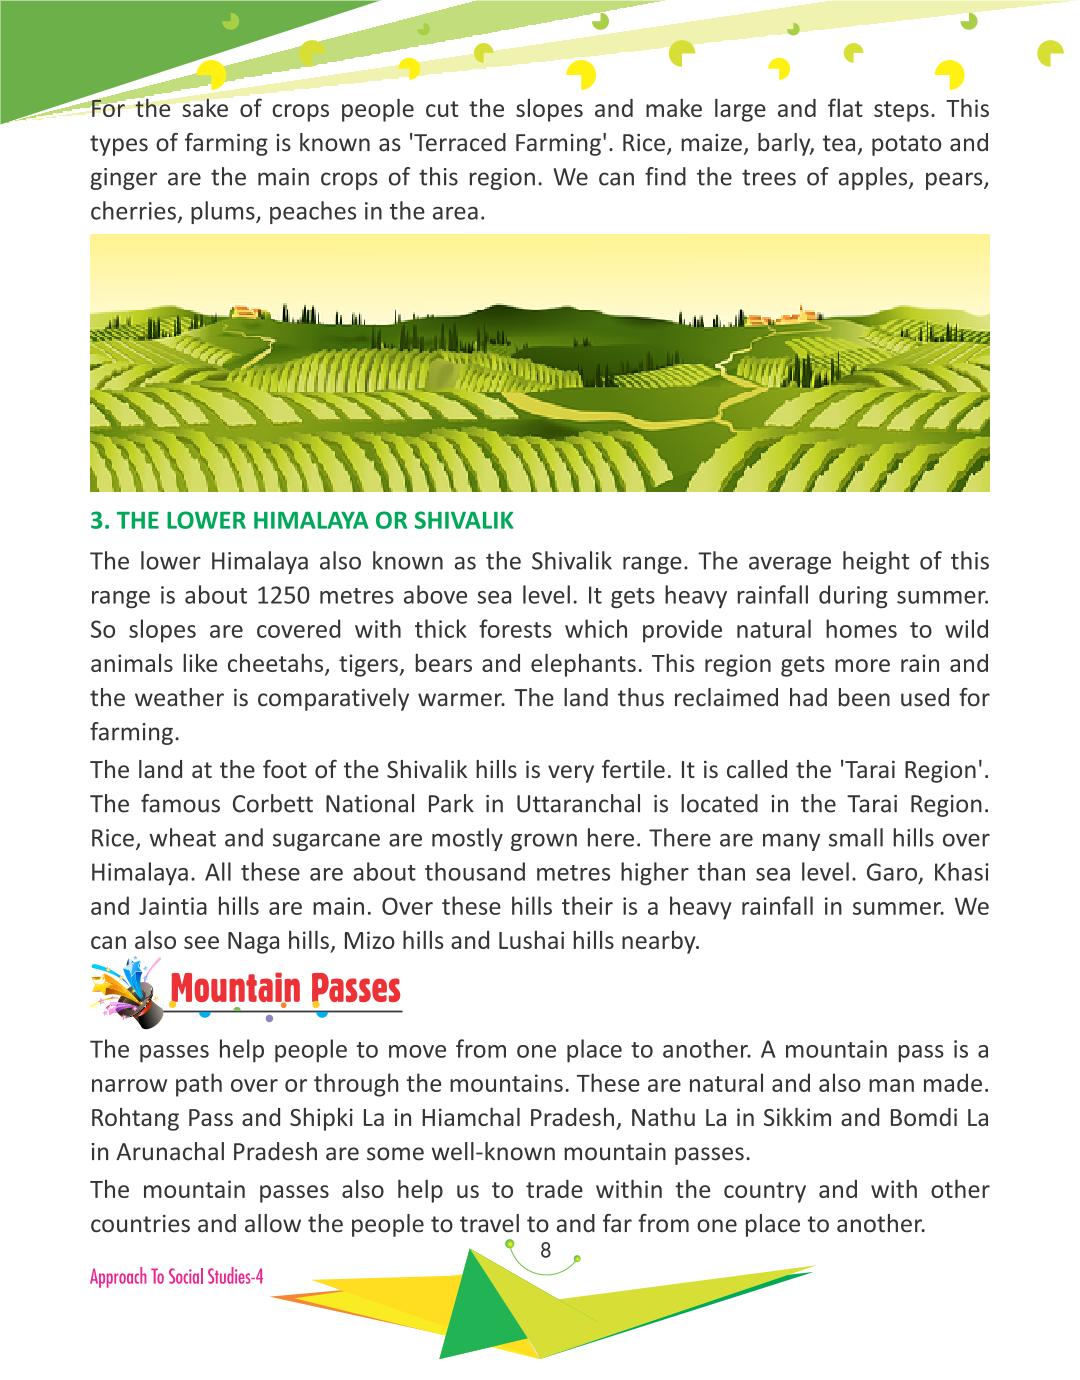 For the sake of crops people cut the slopes and make large and flat steps. This
types of farming is known as 'Terraced Farming'. Rice, maize, barly, tea, potato and
ginger are the main crops of this region. We can find the trees of apples, pears,
cherries, plums, peaches in the area.
3. THE LOWER HIMALAYA OR SHIVALIK
The lower Himalaya also known as the Shivalik range. The average height of this
range is about 1250 metres above sea level. It gets heavy rainfall during summer.
So slopes are covered with thick forests which provide natural homes to wild
animals like cheetahs, tigers, bears and elephants. This region gets more rain and
the weather is comparatively warmer. The land thus reclaimed had been used for
farming.
The land at the foot of the Shivalik hills is very fertile. It is called the 'Tarai Region'.
The famous Corbett National Park in Uttaranchal is located in the Tarai Region.
Rice, wheat and sugarcane are mostly grown here. There are many small hills over
Himalaya. All these are about thousand metres higher than sea level. Garo, Khasi
and Jaintia hills are main. Over these hills their is a heavy rainfall in summer. We
can also see Naga hills, Mizo hills and Lushai hills nearby.
Mountain Passes
The passes help people to move from one place to another. A mountain pass is a
narrow path over or through the mountains. These are natural and also man made.
Rohtang Pass and Shipki La in Hiamchal Pradesh, Nathu La in Sikkim and Bomdi La
in Arunachal Pradesh are some well-known mountain passes.
The mountain passes also help us to trade within the country and with other
countries and allow the people to travel to and far from one place to another.
8
Approach To Social Studies-4